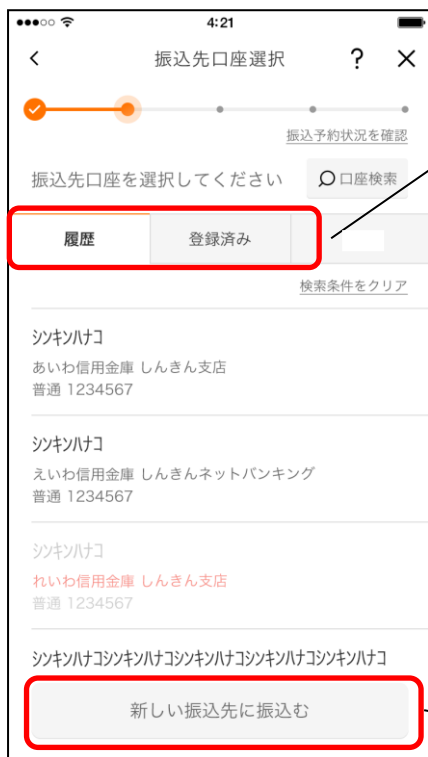 4:21
振込先口座選択 ?
振込予約状況を確認
振込先口座を選択してください 口座検索
履歴 登録済み
検索条件をクリア
ｼﾝｷﾝﾊﾅｺ
あいわ信用金庫 しんきん支店
普通 1234567
ｼﾝｷﾝﾊﾅｺ
えいわ信用金庫 しんきんネットバンキング
普通 1234567
ｼﾝｷﾝﾊﾅｺ
れいわ信用金庫 しんきん支店
普通 1234567
ｼﾝｷﾝﾊﾅｺｼﾝｷﾝﾊﾅｺｼﾝｷﾝﾊﾅｺｼﾝｷﾝﾊﾅｺｼﾝｷﾝﾊﾅｺ
新しい振込先に振込む